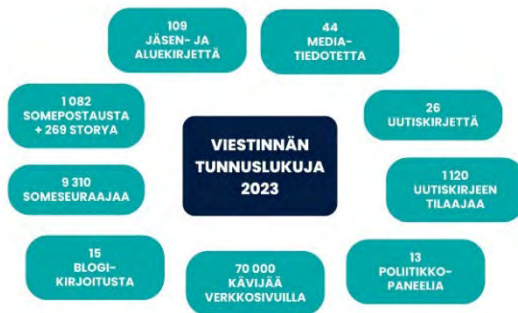 109
JÄSEN- JA
ALUEKIRJETTÄ
44
MEDIA-
TIEDOTETTA
1 082
SOMEPOSTAUSTA
+ 269 STORYA
26
UUTISKIRJETTÄ
VIESTINNÄN
TUNNUSLUKUJA
2023
9 310
SOMESEURAAJAA
1 120
UUTISKIRJEEN
TILAAJAA
15
BLOGI-
KIRJOITUSTA
70 000
KÄVIJÄÄ
VERKKOSIVUILLA
13
POLIITIKKO-
PANEELIA